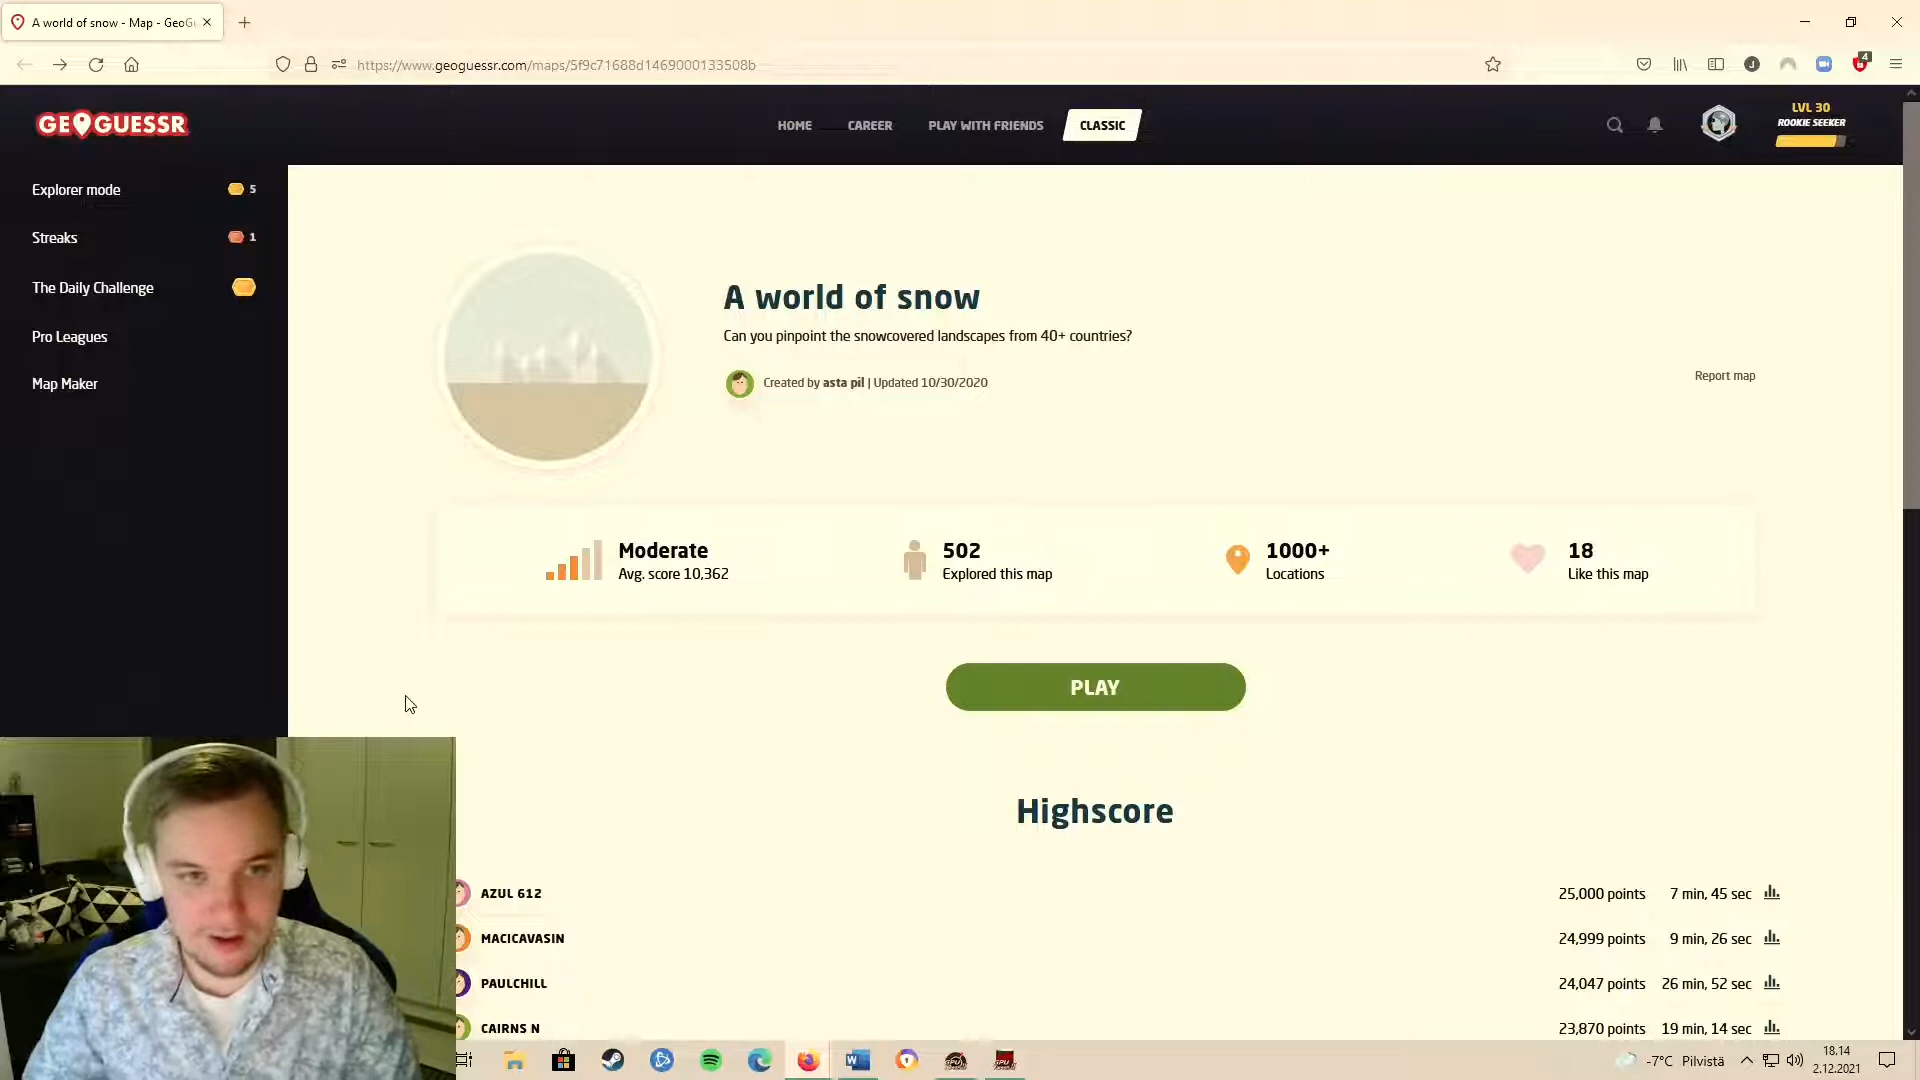 A world of snow - Map - GeoG
https://www.geoguessr.com/maps/5f9c71688d1469000133508b
J
4
GEOGUESSR
HOME
CAREER
PLAY WITH FRIENDS
CLASSIC
LVL 30
ROOKIE SEEKER
Explorer mode
5
Streaks
1
The Daily Challenge
Pro Leagues
Map Maker
A world of snow
Can you pinpoint the snowcovered landscapes from 40+ countries?
Created by asta pil | Updated 10/30/2020
Report map
Moderate
Avg. score 10,362
502
Explored this map
1000+
Locations
18
Like this map
PLAY
Highscore
AZUL 612
25,000 points
7 min, 45 sec
MACICAVASIN
24,999 points
9 min, 26 sec
PAULCHILL
24,047 points
26 min, 52 sec
CAIRNS N
23,870 points
19 min, 14 sec
-7°C Pilvistä
18.14
2.12.2021